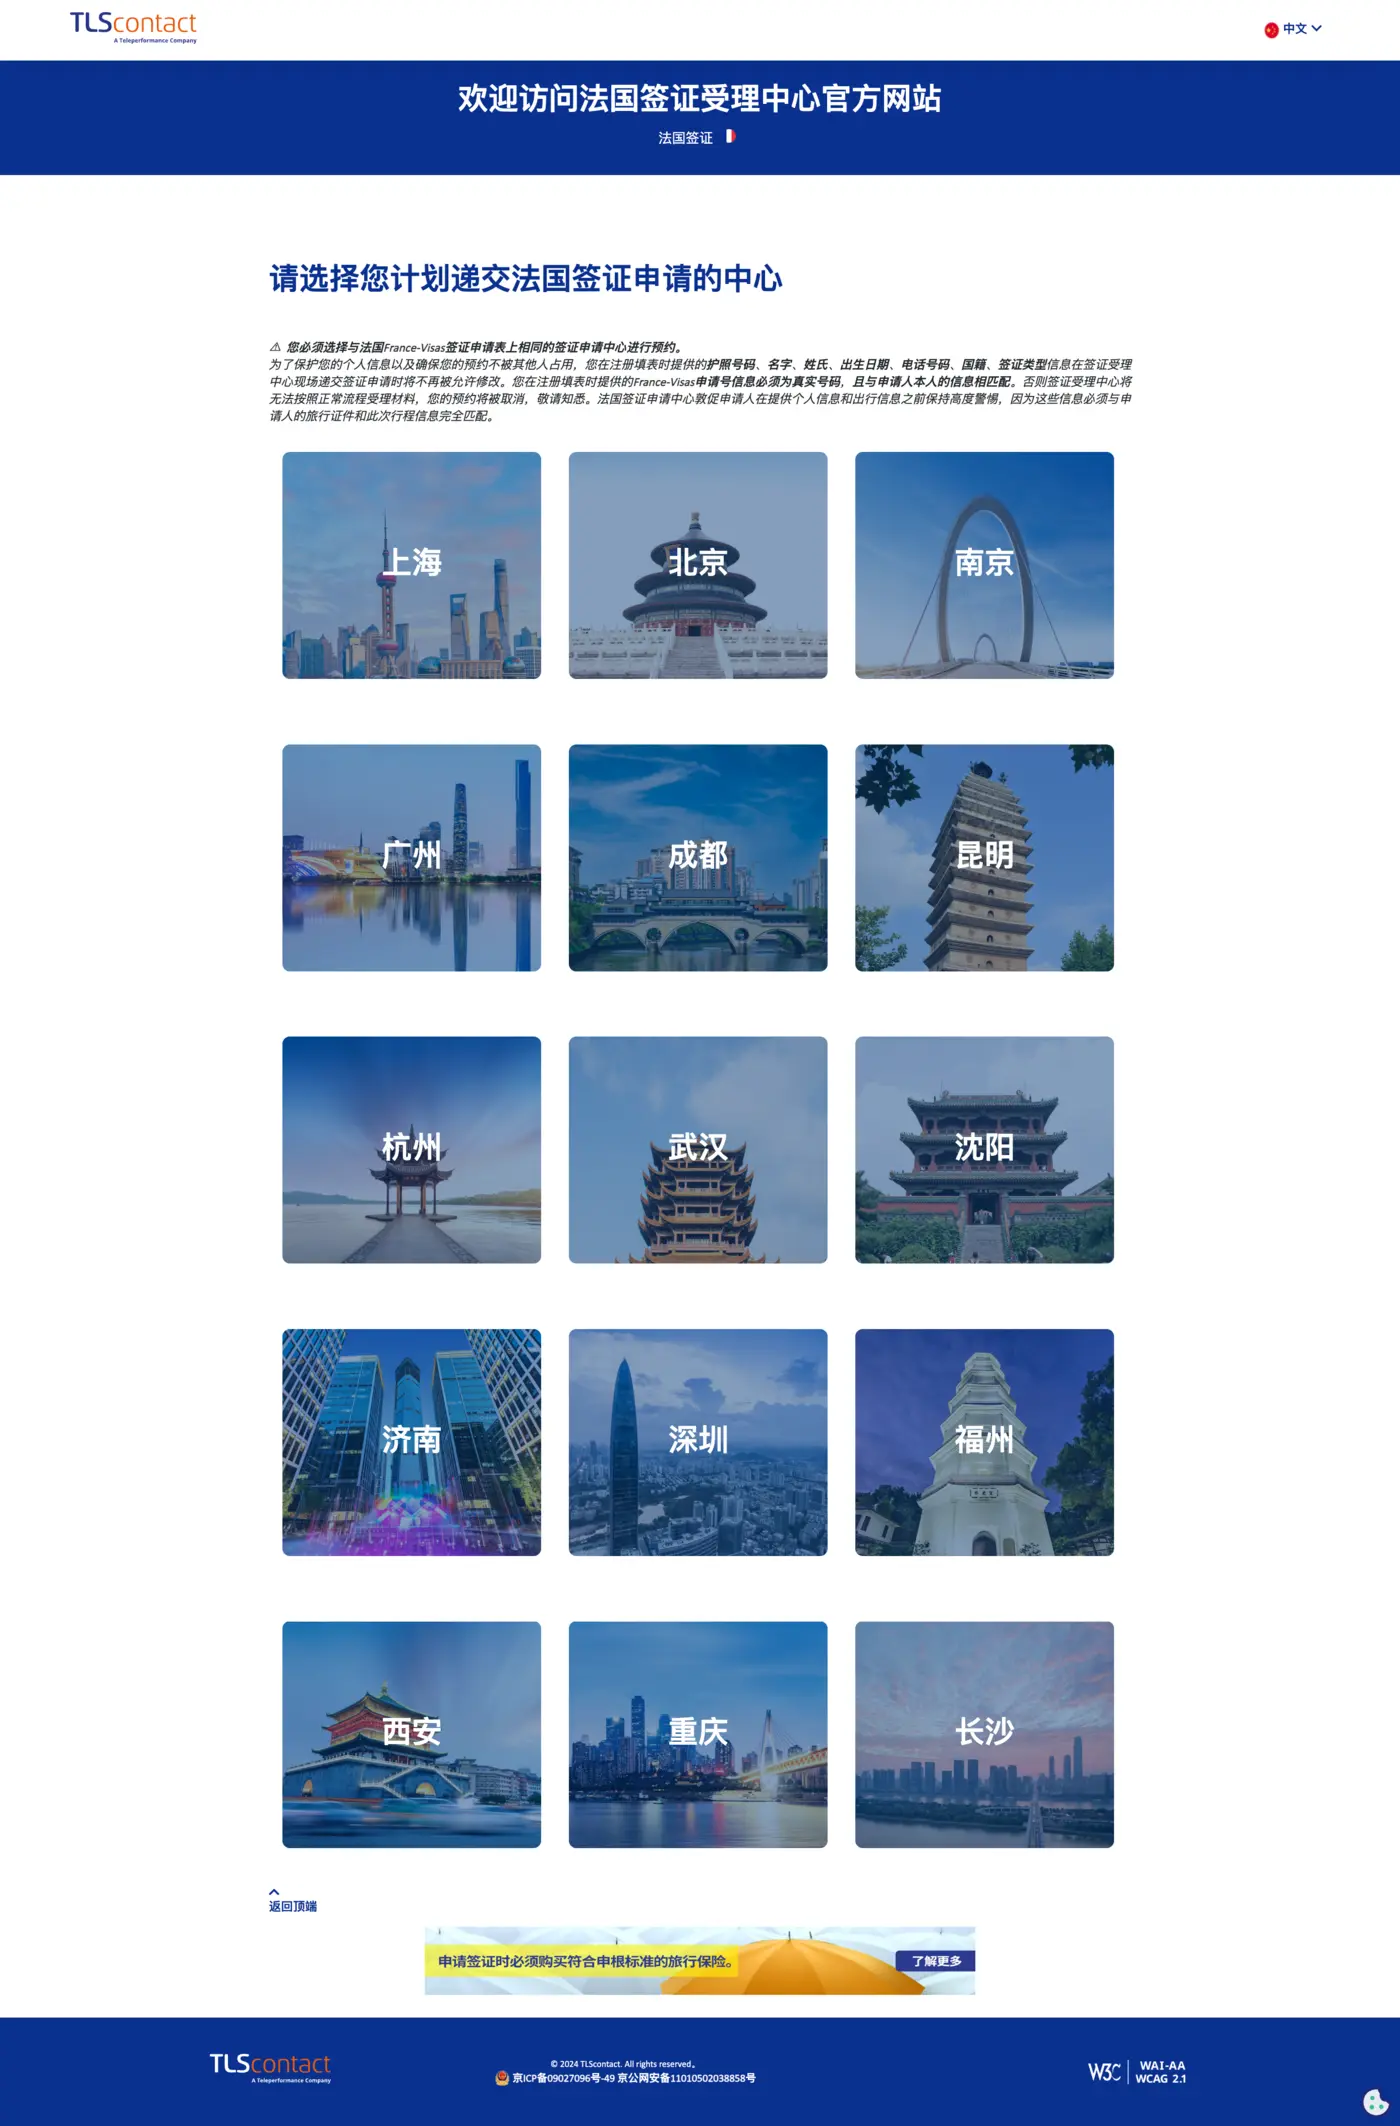 TLScontact
A Teleperformance Company
中文
欢迎访问法国签证受理中心官方网站
法国签证
请选择您计划递交法国签证申请的中心
⚠ 您必须选择与法国France-Visas签证申请表上相同的签证申请中心进行预约。
为了保护您的个人信息以及确保您的预约不被其他人占用，您在注册填表时提供的护照号码、名字、姓氏、出生日期、电话号码、国籍、签证类型信息在签证受理
中心现场递交签证申请时将不再被允许修改。您在注册填表时提供的France-Visas申请号信息必须为真实号码，且与申请人本人的信息相匹配。否则签证受理中心将
无法按照正常流程受理材料，您的预约将被取消，敬请知悉。法国签证申请中心敦促申请人在提供个人信息和出行信息之前保持高度警惕，因为这些信息必须与申
请人的旅行证件和此次行程信息完全匹配。
上海
北京
南京
广州
成都
昆明
杭州
武汉
沈阳
济南
深圳
福州
西安
重庆
长沙
返回顶端
申请签证时必须购买符合申根标准的旅行保险。
了解更多
TLScontact
A Teleperformance Company
© 2024 TLScontact. All rights reserved。
京ICP备09027096号-49 京公网安备11010502038858号
W3C
WAI-AA
WCAG 2.1